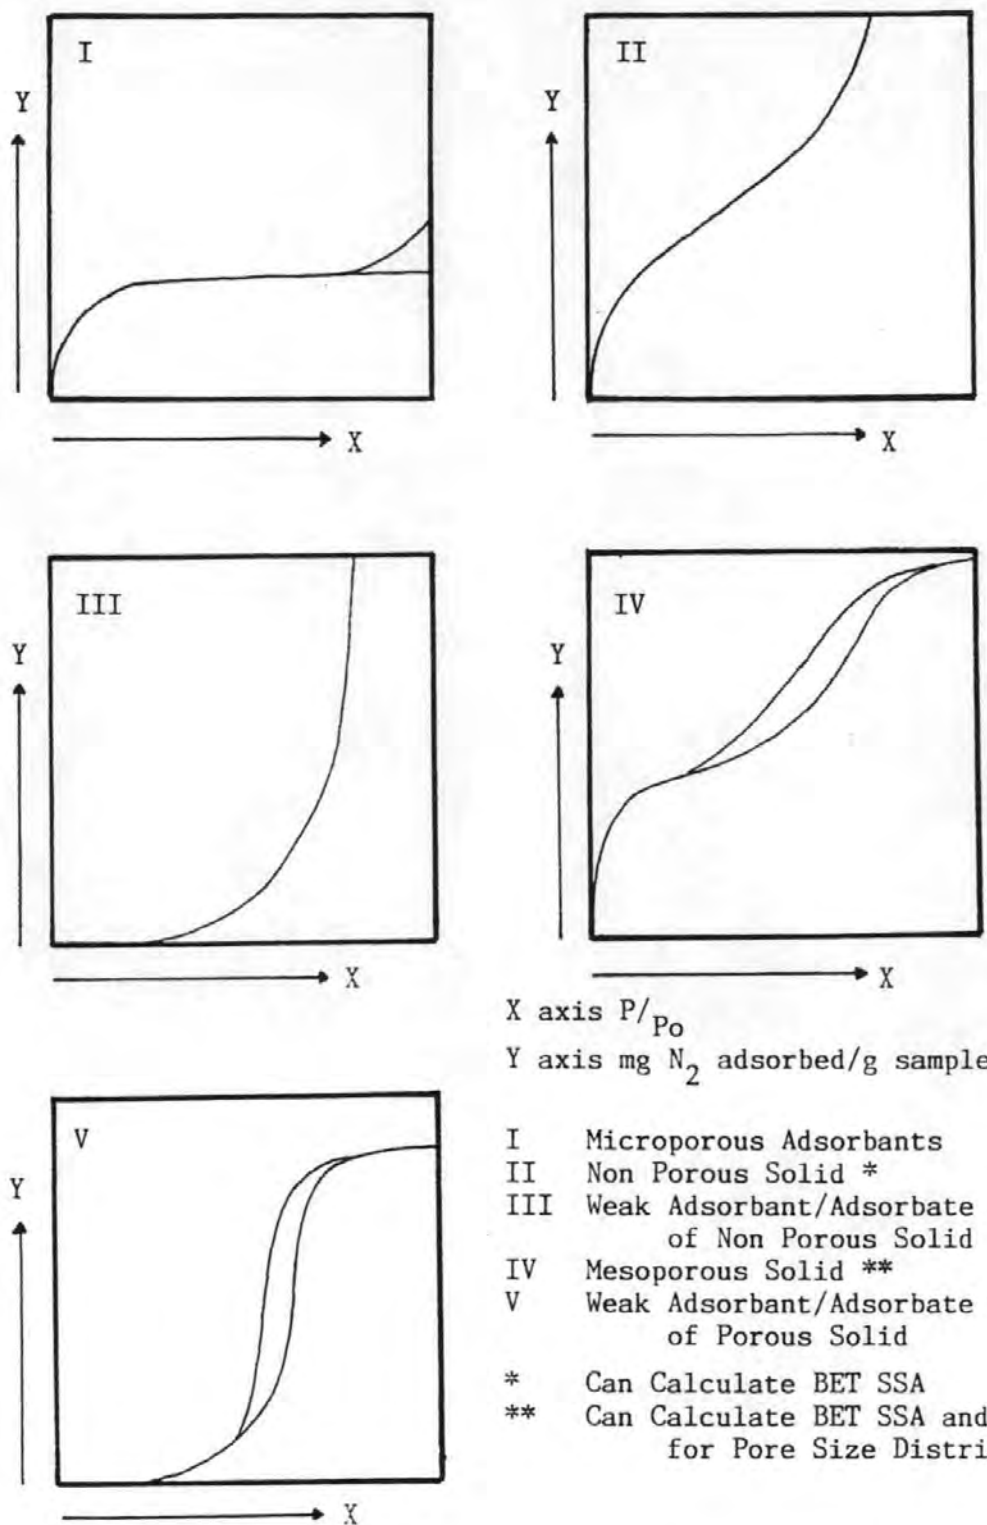 I
Y
X
II
Y
X
III
Y
X
IV
Y
X
X axis P/Po
Y axis mg N2 adsorbed/g sample
V
Y
X
I Microporous Adsorbants
II Non Porous Solid *
III Weak Adsorbant/Adsorbate
of Non Porous Solid
IV Mesoporous Solid **
V Weak Adsorbant/Adsorbate
of Porous Solid
* Can Calculate BET SSA
** Can Calculate BET SSA and
for Pore Size Distri